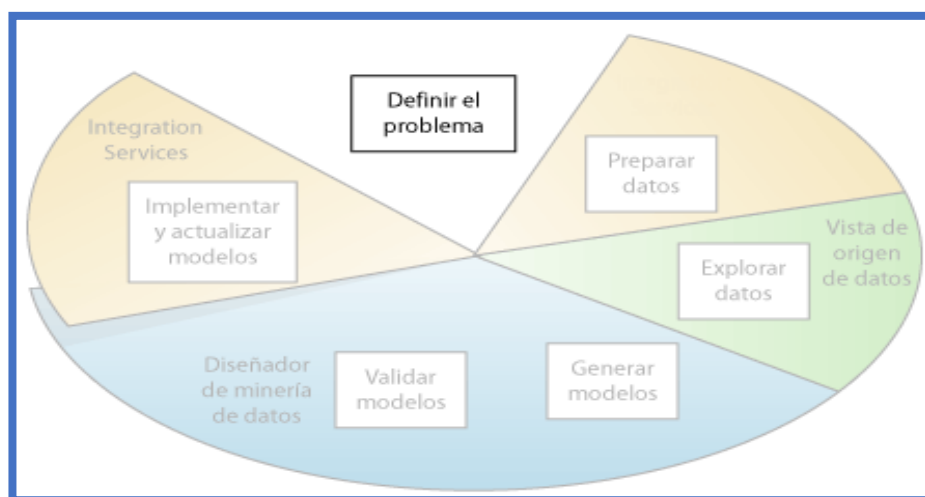 Definir el
problema
Preparar
datos
Vista de
origen
de datos
Explorar
datos
Generar
modelos
Validar
modelos
Diseñador
de minería
de datos
Integration
Services
Implementar
y actualizar
modelos